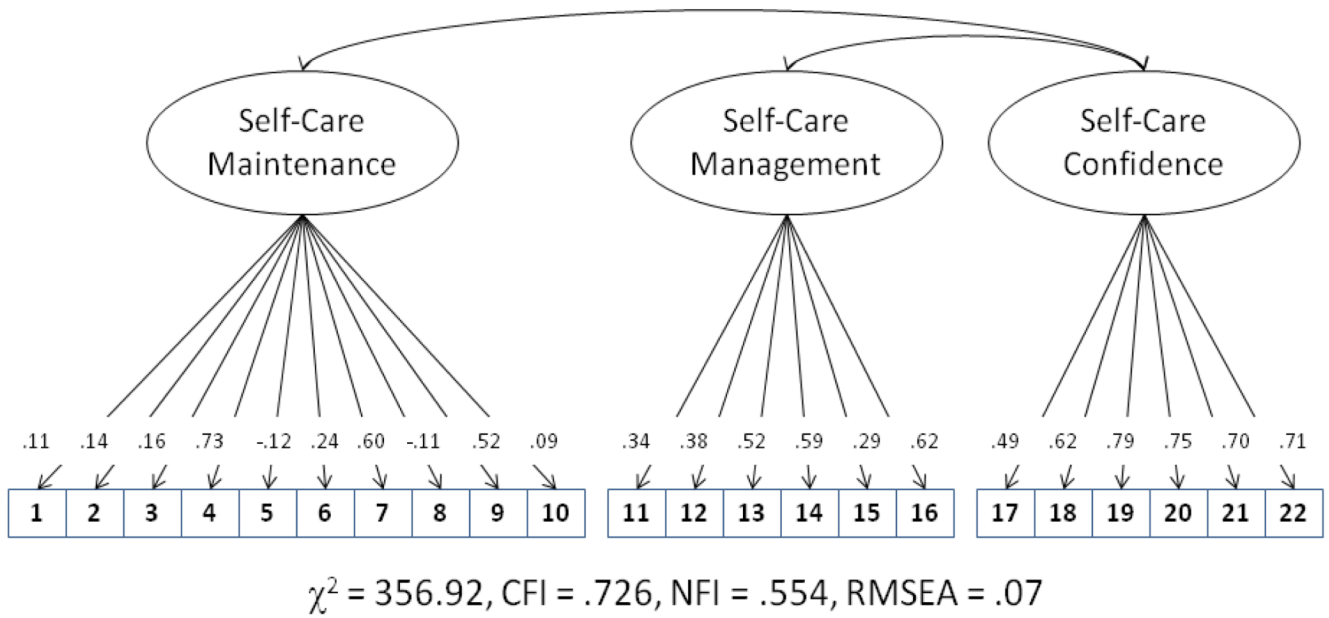 Self-Care
Maintenance
Self-Care
Management
Self-Care
Confidence
.11 .14 .16 .73 -.12 .24 .60 -.11 .52 .09 .34 .38 .52 .59 .29 .62 .49 .62 .79 .75 .70 .71
1 2 3 4 5 6 7 8 9 10 11 12 13 14 15 16 17 18 19 20 21 22
χ² = 356.92, CFI = .726, NFI = .554, RMSEA = .07